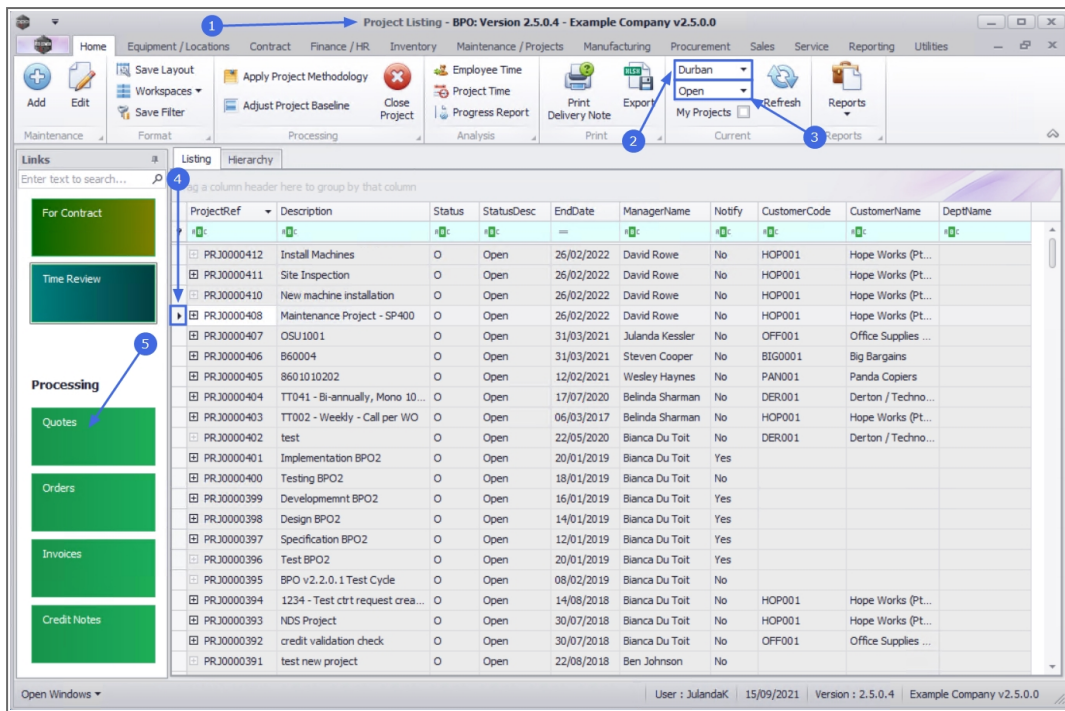 1
Project Listing - BPO: Version 2.5.0.4 - Example Company v2.5.0.0
Home Equipment / Locations Contract Finance / HR Inventory Maintenance / Projects Manufacturing Procurement Sales Service Reporting Utilities
Add
Edit
Save Layout
Workspaces
Save Filter
Apply Project Methodology
Adjust Project Baseline
Close
Project
Employee Time
Project Time
Progress Report
Print
Delivery Note
XLSX
Export
Durban
Open
My Projects
Refresh
Reports
Maintenance Format Processing Analysis Print Current Reports
2
3
Links
Enter text to search...
For Contract
Time Review
Processing
Quotes
Orders
Invoices
Credit Notes
4
5
Listing Hierarchy
a column header here to group by that column
ProjectRef Description Status StatusDesc EndDate ManagerName Notify CustomerCode CustomerName DeptName
PRJ0000412 Install Machines O Open 26/02/2022 David Rowe No HOP001 Hope Works (Pt...
PRJ0000411 Site Inspection O Open 26/02/2022 David Rowe No HOP001 Hope Works (Pt...
PRJ0000410 New machine installation O Open 26/02/2022 David Rowe No HOP001 Hope Works (Pt...
PRJ0000408 Maintenance Project - SP400 O Open 26/02/2022 David Rowe No HOP001 Hope Works (Pt...
PRJ0000407 OSU1001 O Open 31/03/2021 Julanda Kessler No OFF001 Office Supplies ...
PRJ0000406 B60004 O Open 31/03/2021 Steven Cooper No BIG0001 Big Bargains
PRJ0000405 8601010202 O Open 12/02/2021 Wesley Haynes No PAN001 Panda Copiers
PRJ0000404 TT041 - Bi-annually, Mono 10... O Open 17/07/2020 Belinda Sharman No DER001 Derton / Techno...
PRJ0000403 TT002 - Weekly - Call per WO O Open 06/03/2017 Belinda Sharman No HOP001 Hope Works (Pt...
PRJ0000402 test O Open 22/05/2020 Bianca Du Toit No DER001 Derton / Techno...
PRJ0000401 Implementation BPO2 O Open 20/01/2019 Bianca Du Toit Yes
PRJ0000400 Testing BPO2 O Open 18/01/2019 Bianca Du Toit No
PRJ0000399 Developmemnt BPO2 O Open 16/01/2019 Bianca Du Toit Yes
PRJ0000398 Design BPO2 O Open 14/01/2019 Bianca Du Toit Yes
PRJ0000397 Specification BPO2 O Open 12/01/2019 Bianca Du Toit Yes
PRJ0000396 Test BPO2 O Open 20/01/2019 Bianca Du Toit Yes
PRJ0000395 BPO v2.2.0.1 Test Cycle O Open 08/02/2019 Bianca Du Toit No
PRJ0000394 1234 - Test ctrt request crea... O Open 14/08/2018 Bianca Du Toit No HOP001 Hope Works (Pt...
PRJ0000393 NDS Project O Open 30/07/2018 Bianca Du Toit No HOP001 Hope Works (Pt...
PRJ0000392 credit validation check O Open 30/07/2018 Bianca Du Toit No OFF001 Office Supplies ...
PRJ0000391 test new project O Open 22/08/2018 Ben Johnson No
Open Windows User : JulandaK 15/09/2021 Version : 2.5.0.4 Example Company v2.5.0.0